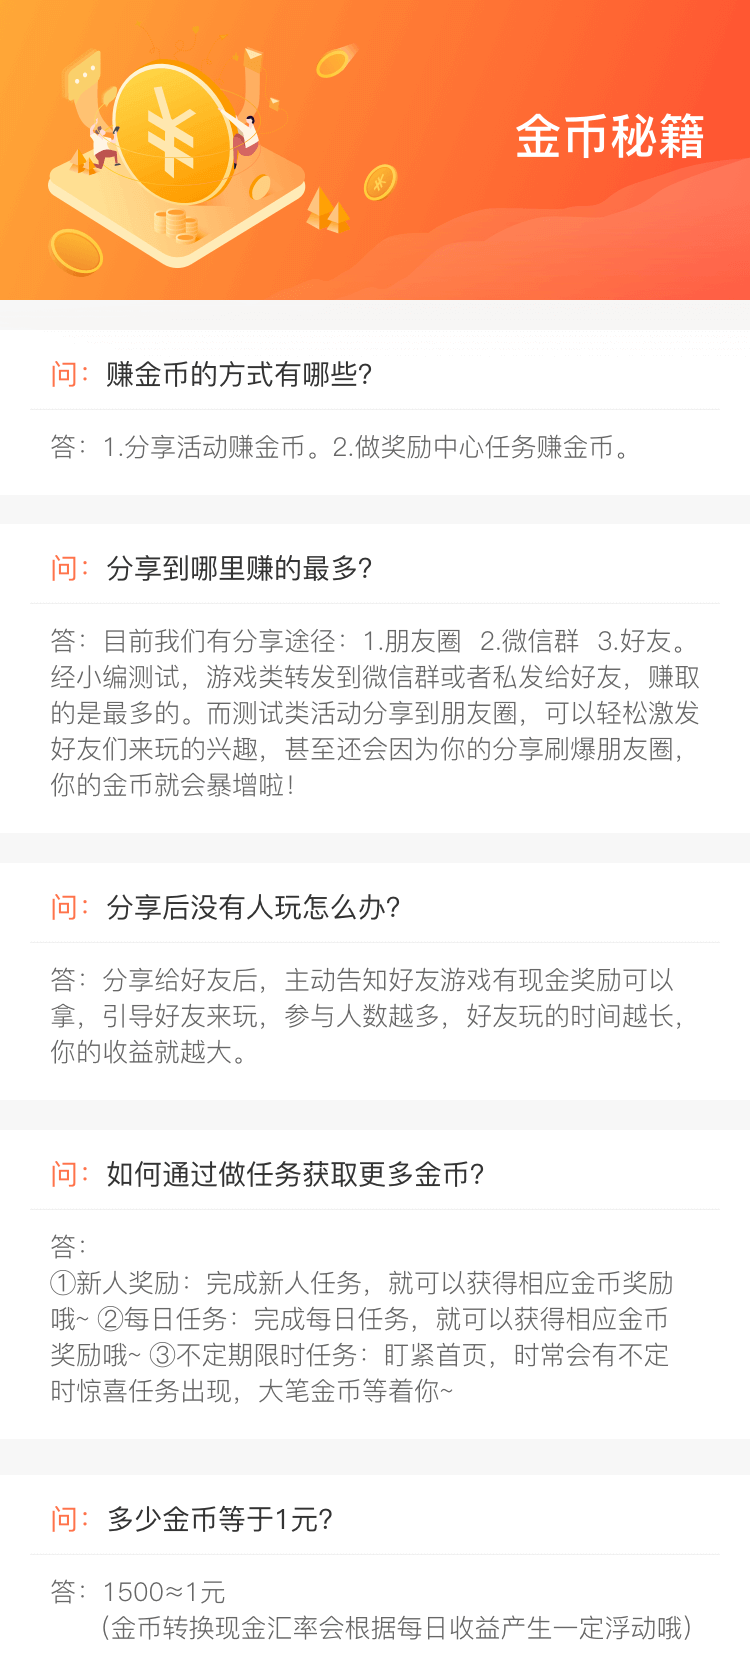 金币秘籍
问：赚金币的方式有哪些?
答：1.分享活动赚金币。2.做奖励中心任务赚金币。
问：分享到哪里赚的最多?
答：目前我们有分享途径：1.朋友圈 2.微信群 3.好友。
经小编测试，游戏类转发到微信群或者私发给好友，赚取
的是最多的。而测试类活动分享到朋友圈，可以轻松激发
好友们来玩的兴趣，甚至还会因为你的分享刷爆朋友圈，
你的金币就会暴增啦！
问：分享后没有人玩怎么办?
答：分享给好友后，主动告知好友游戏有现金奖励可以
拿，引导好友来玩，参与人数越多，好友玩的时间越长，
你的收益就越大。
问：如何通过做任务获取更多金币?
答：
①新人奖励：完成新人任务，就可以获得相应金币奖励
哦~ ②每日任务：完成每日任务，就可以获得相应金币
奖励哦~ ③不定期限时任务：盯紧首页，时常会有不定
时惊喜任务出现，大笔金币等着你~
问：多少金币等于1元?
答：1500≈1元
（金币转换现金汇率会根据每日收益产生一定浮动哦）